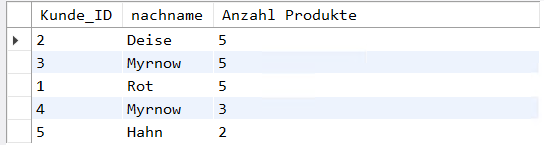 Kunde_ID nachname Anzahl Produkte
2 Deise 5
3 Myrnow 5
1 Rot 5
4 Myrnow 3
5 Hahn 2